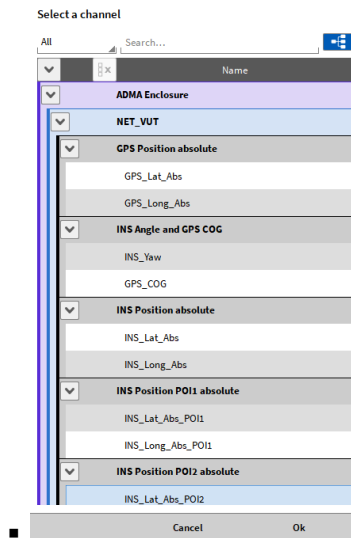 Select a channel
All Search...
Name
ADMA Enclosure
NET_VUT
GPS Position absolute
GPS_Lat_Abs
GPS_Long_Abs
INS Angle and GPS COG
INS_Yaw
GPS_COG
INS Position absolute
INS_Lat_Abs
INS_Long_Abs
INS Position POI1 absolute
INS_Lat_Abs_POI1
INS_Long_Abs_POI1
INS Position POI2 absolute
INS_Lat_Abs_POI2
Cancel Ok